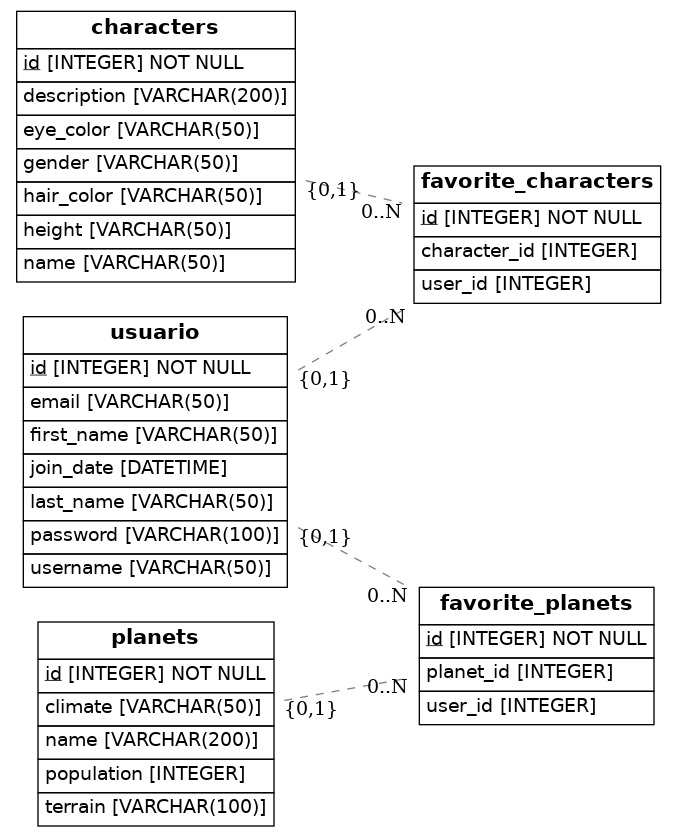 characters
id [INTEGER] NOT NULL
description [VARCHAR(200)]
eye_color [VARCHAR(50)]
gender [VARCHAR(50)]
hair_color [VARCHAR(50)]
height [VARCHAR(50)]
name [VARCHAR(50)]
{0,1}
0..N
favorite_characters
id [INTEGER] NOT NULL
character_id [INTEGER]
user_id [INTEGER]
0..N
{0,1}
usuario
id [INTEGER] NOT NULL
email [VARCHAR(50)]
first_name [VARCHAR(50)]
join_date [DATETIME]
last_name [VARCHAR(50)]
password [VARCHAR(100)]
username [VARCHAR(50)]
{0,1}
0..N
favorite_planets
id [INTEGER] NOT NULL
planet_id [INTEGER]
user_id [INTEGER]
0..N
{0,1}
planets
id [INTEGER] NOT NULL
climate [VARCHAR(50)]
name [VARCHAR(200)]
population [INTEGER]
terrain [VARCHAR(100)]